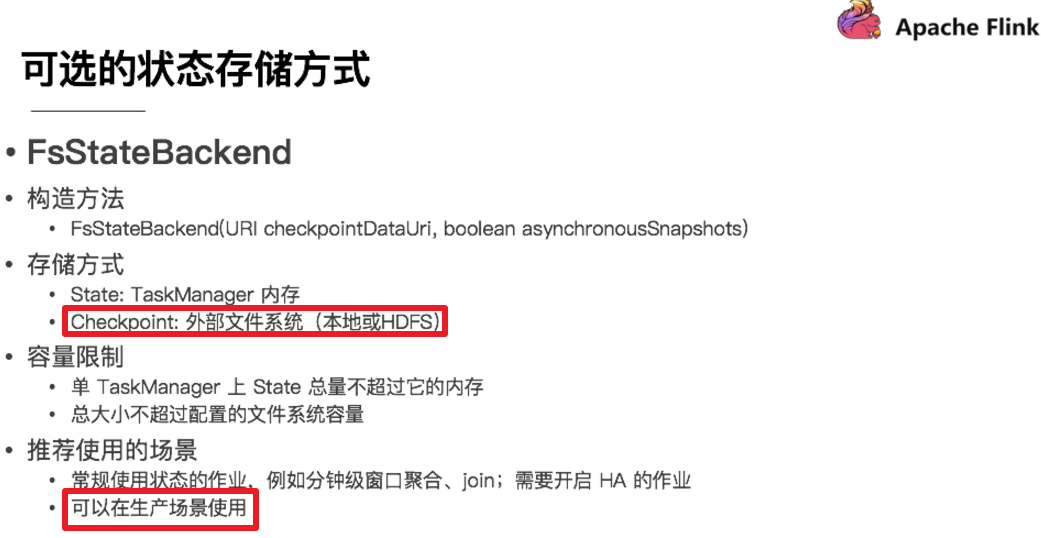 Apache Flink
可选的状态存储方式
• FsStateBackend
• 构造方法
• FsStateBackend(URI checkpointDataUri, boolean asynchronousSnapshots)
• 存储方式
• State: TaskManager 内存
• Checkpoint: 外部文件系统（本地或HDFS）
• 容量限制
• 单 TaskManager 上 State 总量不超过它的内存
• 总大小不超过配置的文件系统容量
• 推荐使用的场景
• 常规使用状态的作业，例如分钟级窗口聚合、join；需要开启 HA 的作业
• 可以在生产场景使用